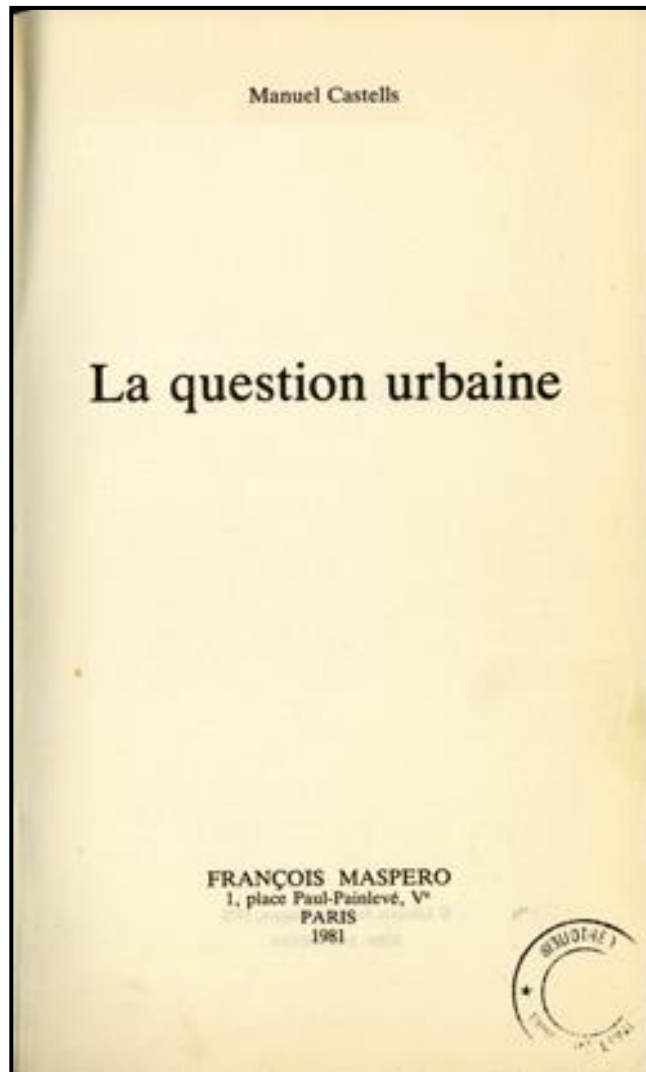 Manuel Castells
La question urbaine
FRANÇOIS MASPERO
1, place Paul-Painlevé, Vᵉ
PARIS
1981